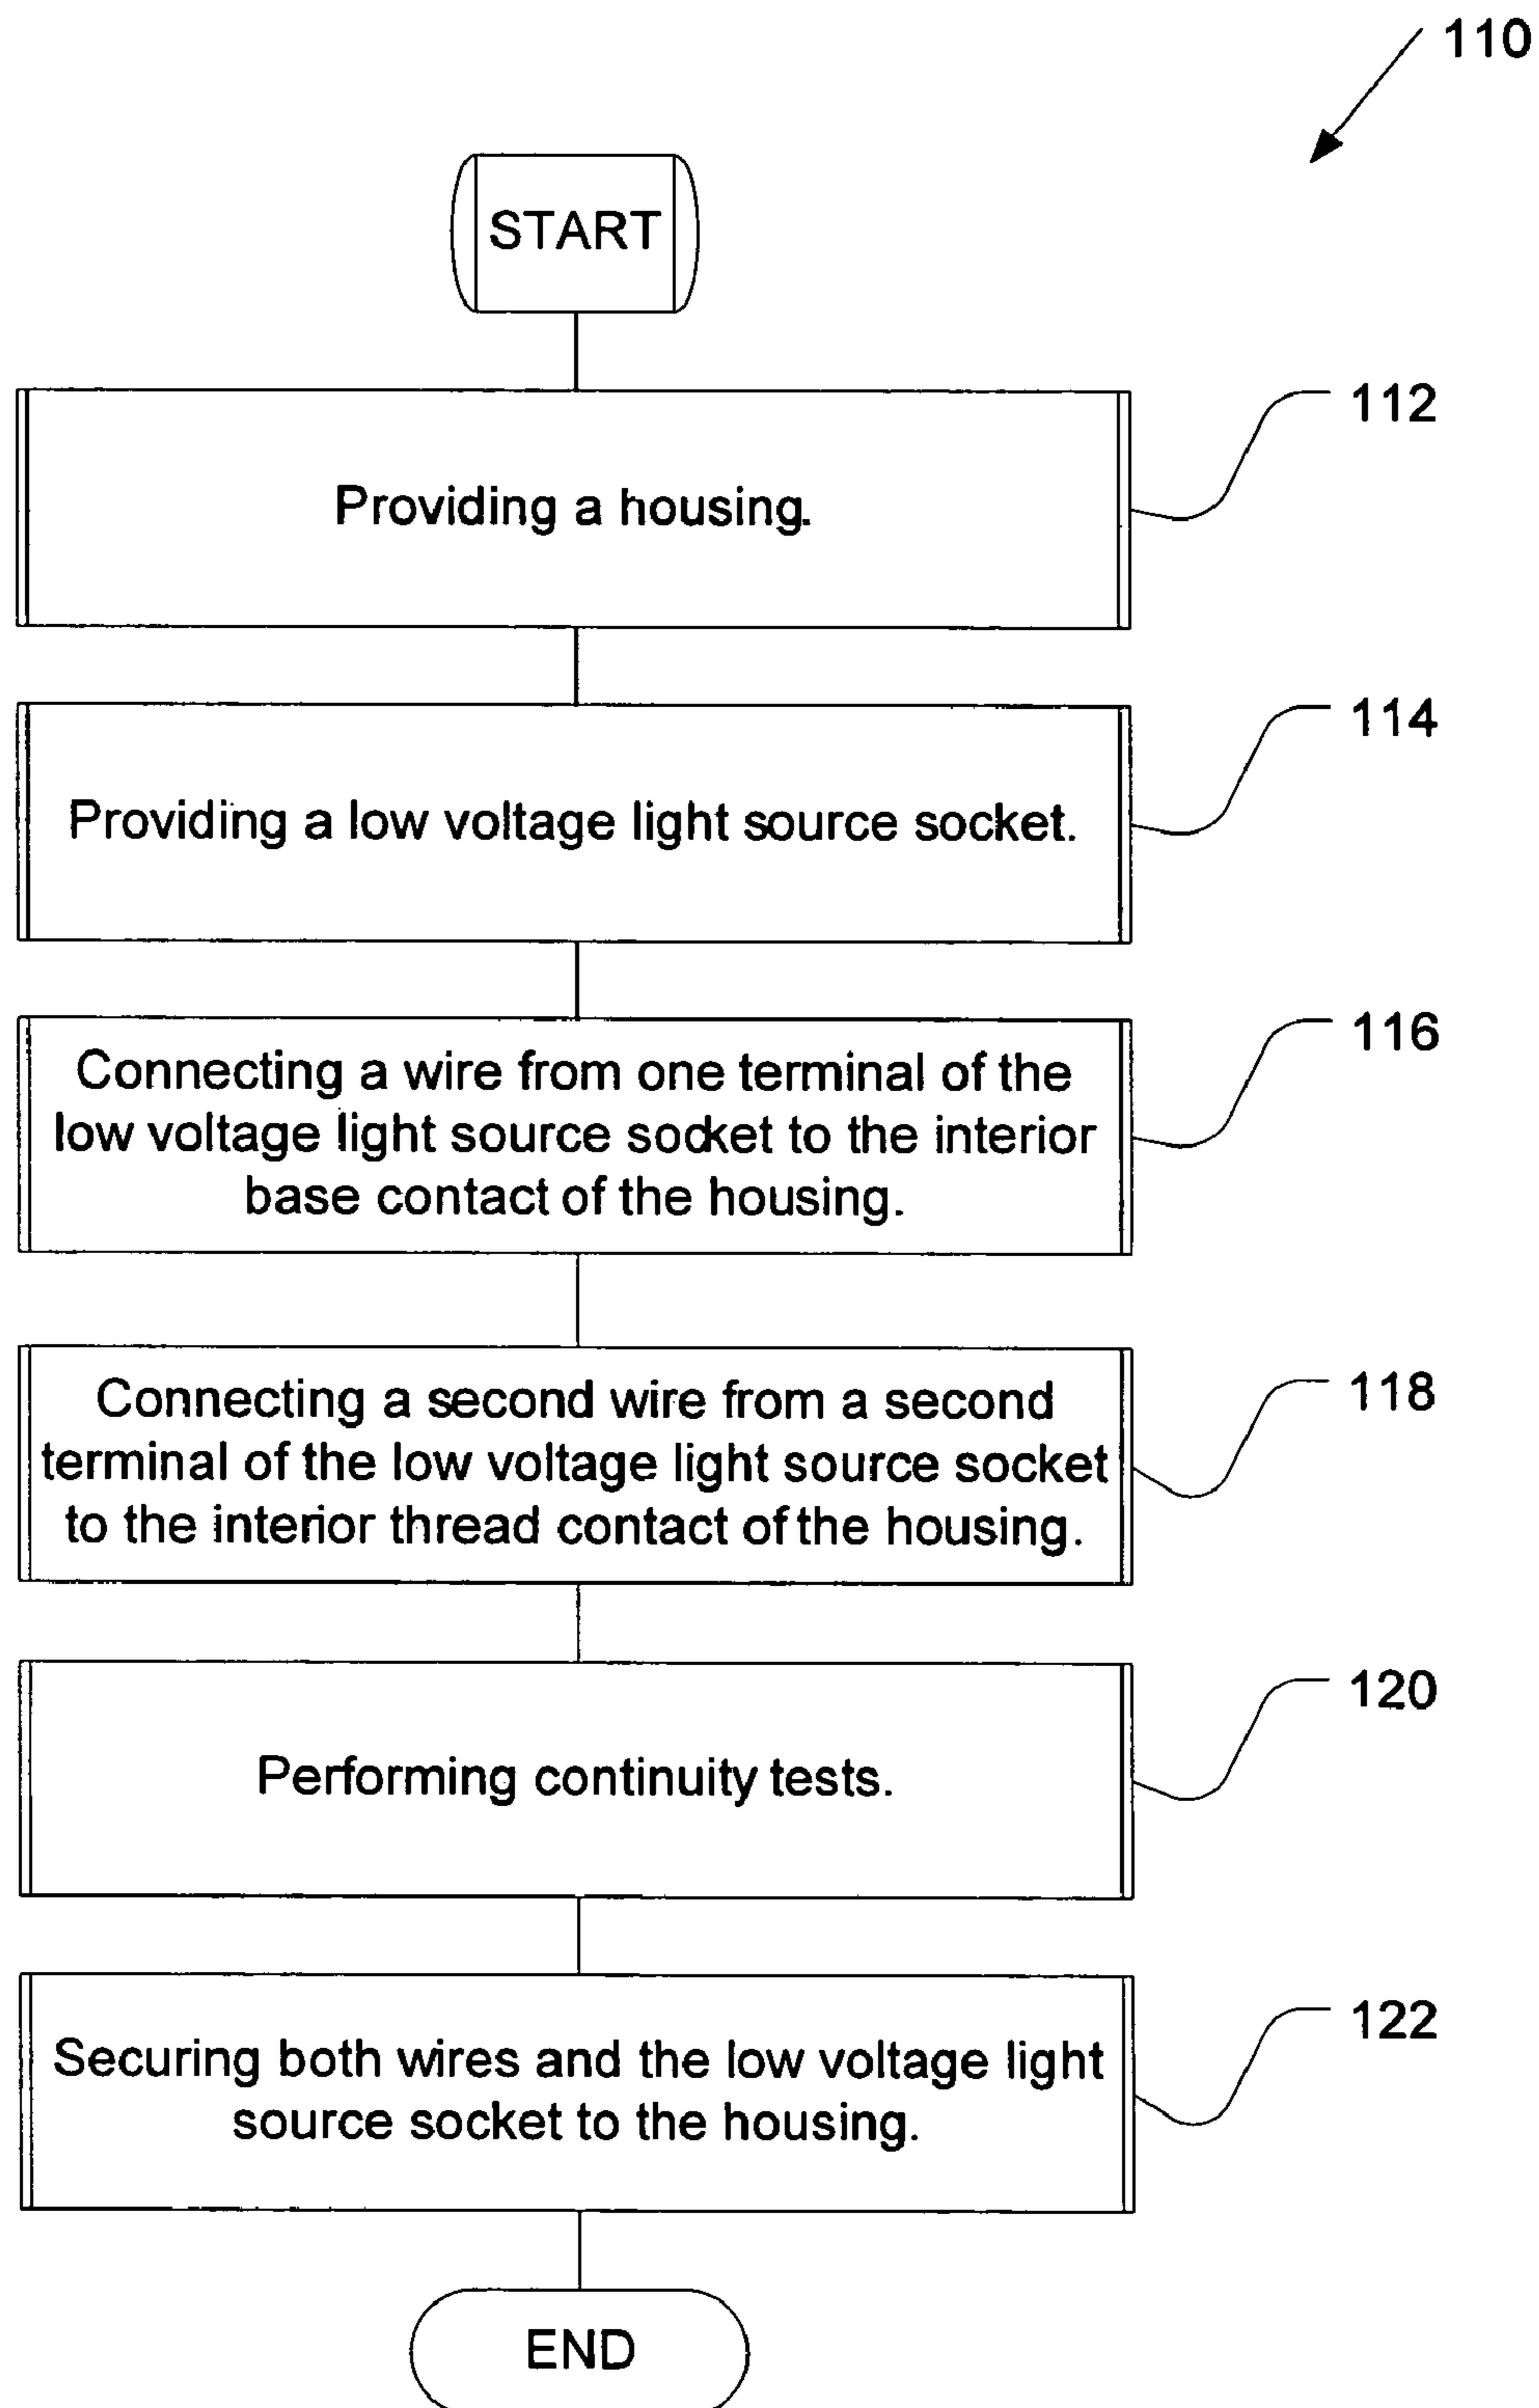 110
START
112
Providing a housing.
114
Providing a low voltage light source socket.
116
Connecting a wire from one terminal of the
low voltage light source socket to the interior
base contact of the housing.
118
Connecting a second wire from a second
terminal of the low voltage light source socket
to the interior thread contact of the housing.
120
Performing continuity tests.
122
Securing both wires and the low voltage light
source socket to the housing.
END